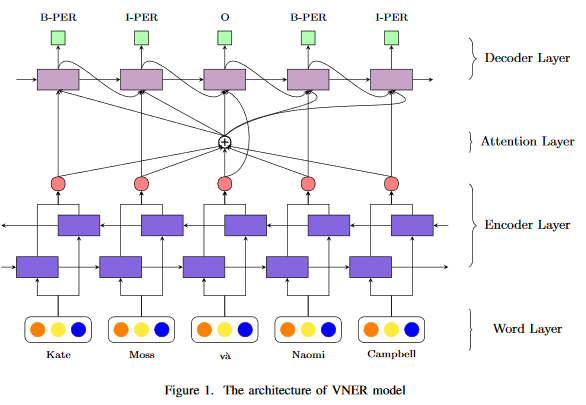 B-PER I-PER O B-PER I-PER
Decoder Layer
Attention Layer
Encoder Layer
Word Layer
Kate Moss và Naomi Campbell
Figure 1. The architecture of VNER model